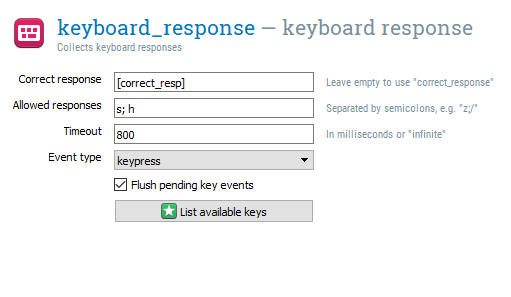 keyboard_response — keyboard response
Collects keyboard responses
Correct response [correct_resp] Leave empty to use "correct_response"
Allowed responses s; h Separated by semicolons, e.g. "z;/"
Timeout 800 In milliseconds or "infinite"
Event type keypress
Flush pending key events
List available keys